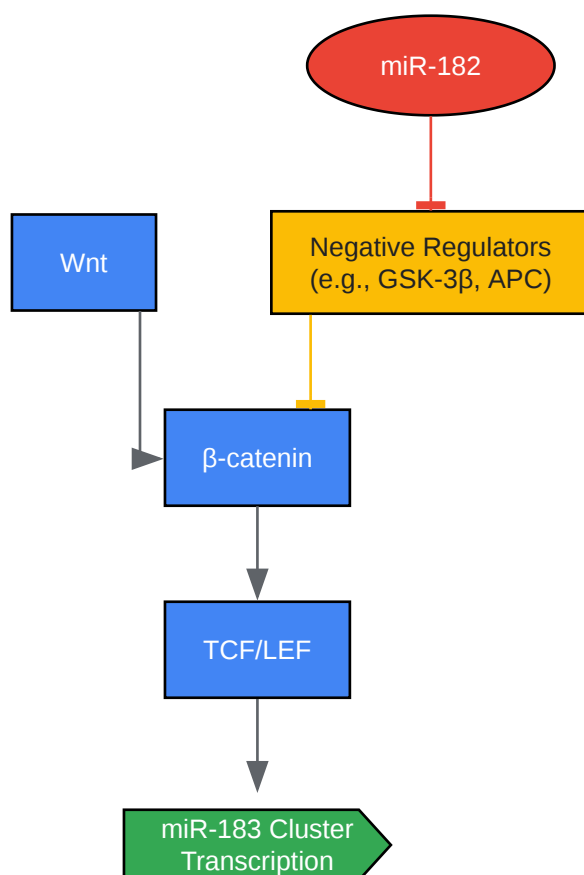 miR-182
Wnt
Negative Regulators
(e.g., GSK-3β, APC)
β-catenin
TCF/LEF
miR-183 Cluster
Transcription